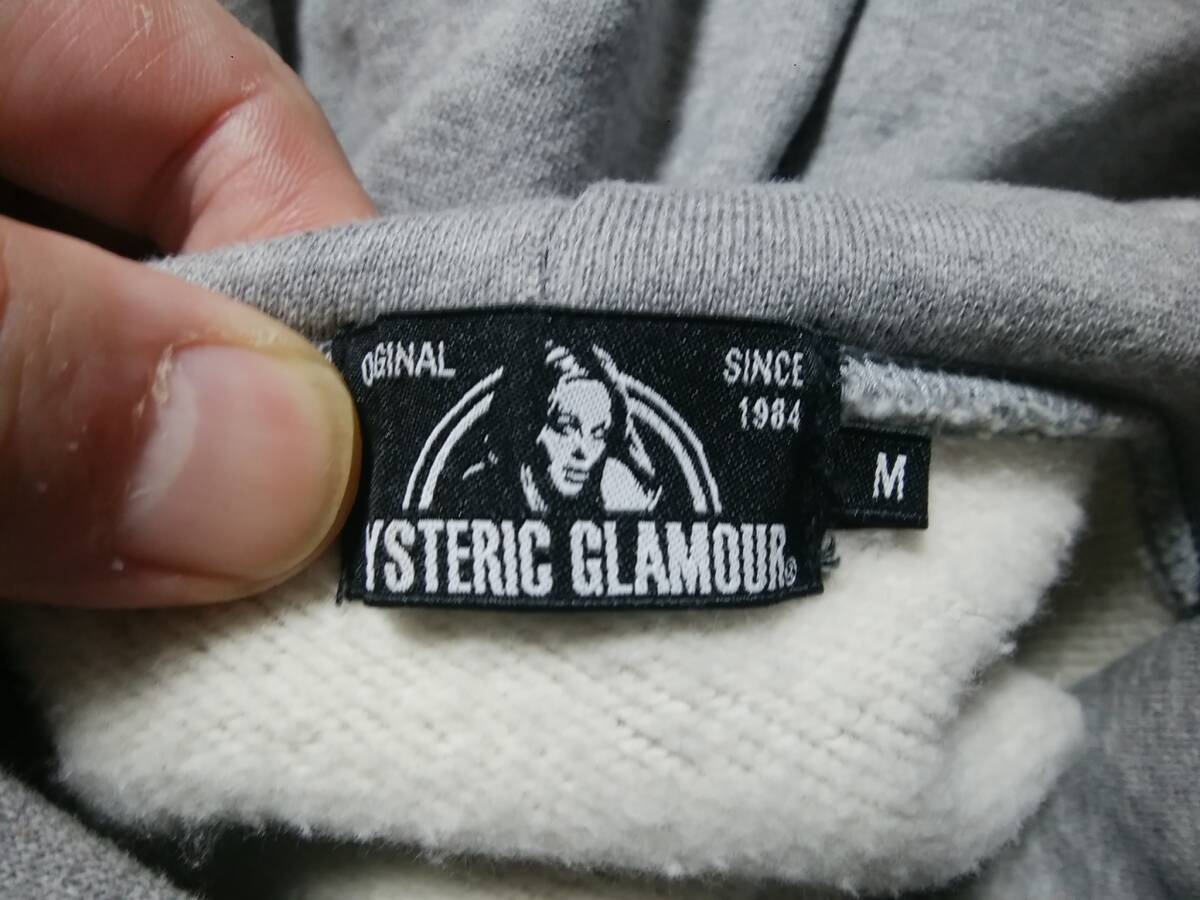 OGINAL
SINCE
1984
YSTERIC GLAMOUR®
M